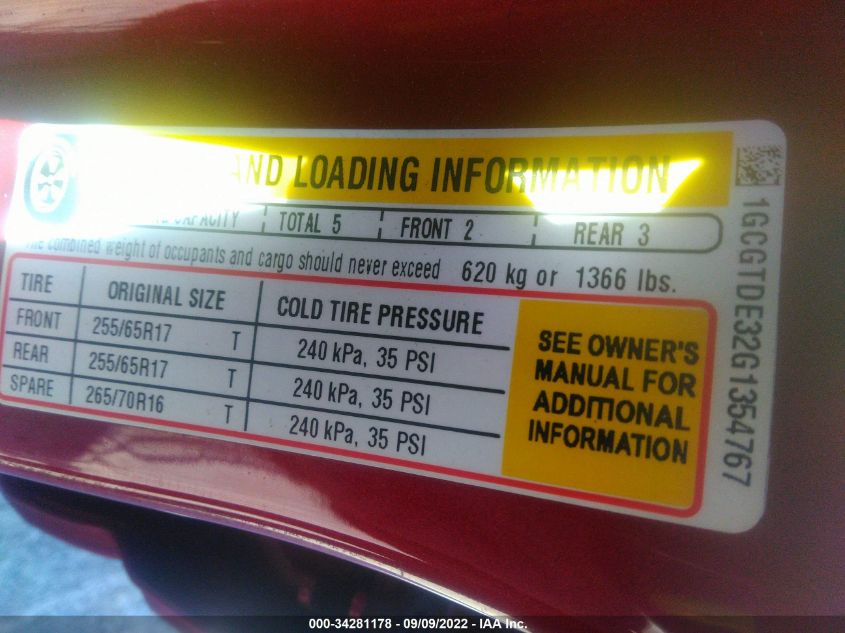 AND LOADING INFORMATION
CAPACITY TOTAL 5 FRONT 2 REAR 3
The combined weight of occupants and cargo should never exceed 620 kg or 1366 lbs.
TIRE ORIGINAL SIZE COLD TIRE PRESSURE
FRONT 255/65R17 T 240 kPa, 35 PSI
REAR 255/65R17 T 240 kPa, 35 PSI
SPARE 265/70R16 T 240 kPa, 35 PSI
SEE OWNER'S
MANUAL FOR
ADDITIONAL
INFORMATION
1GCGTDE32G1354767
000-34281178 - 09/09/2022 - IAA Inc.